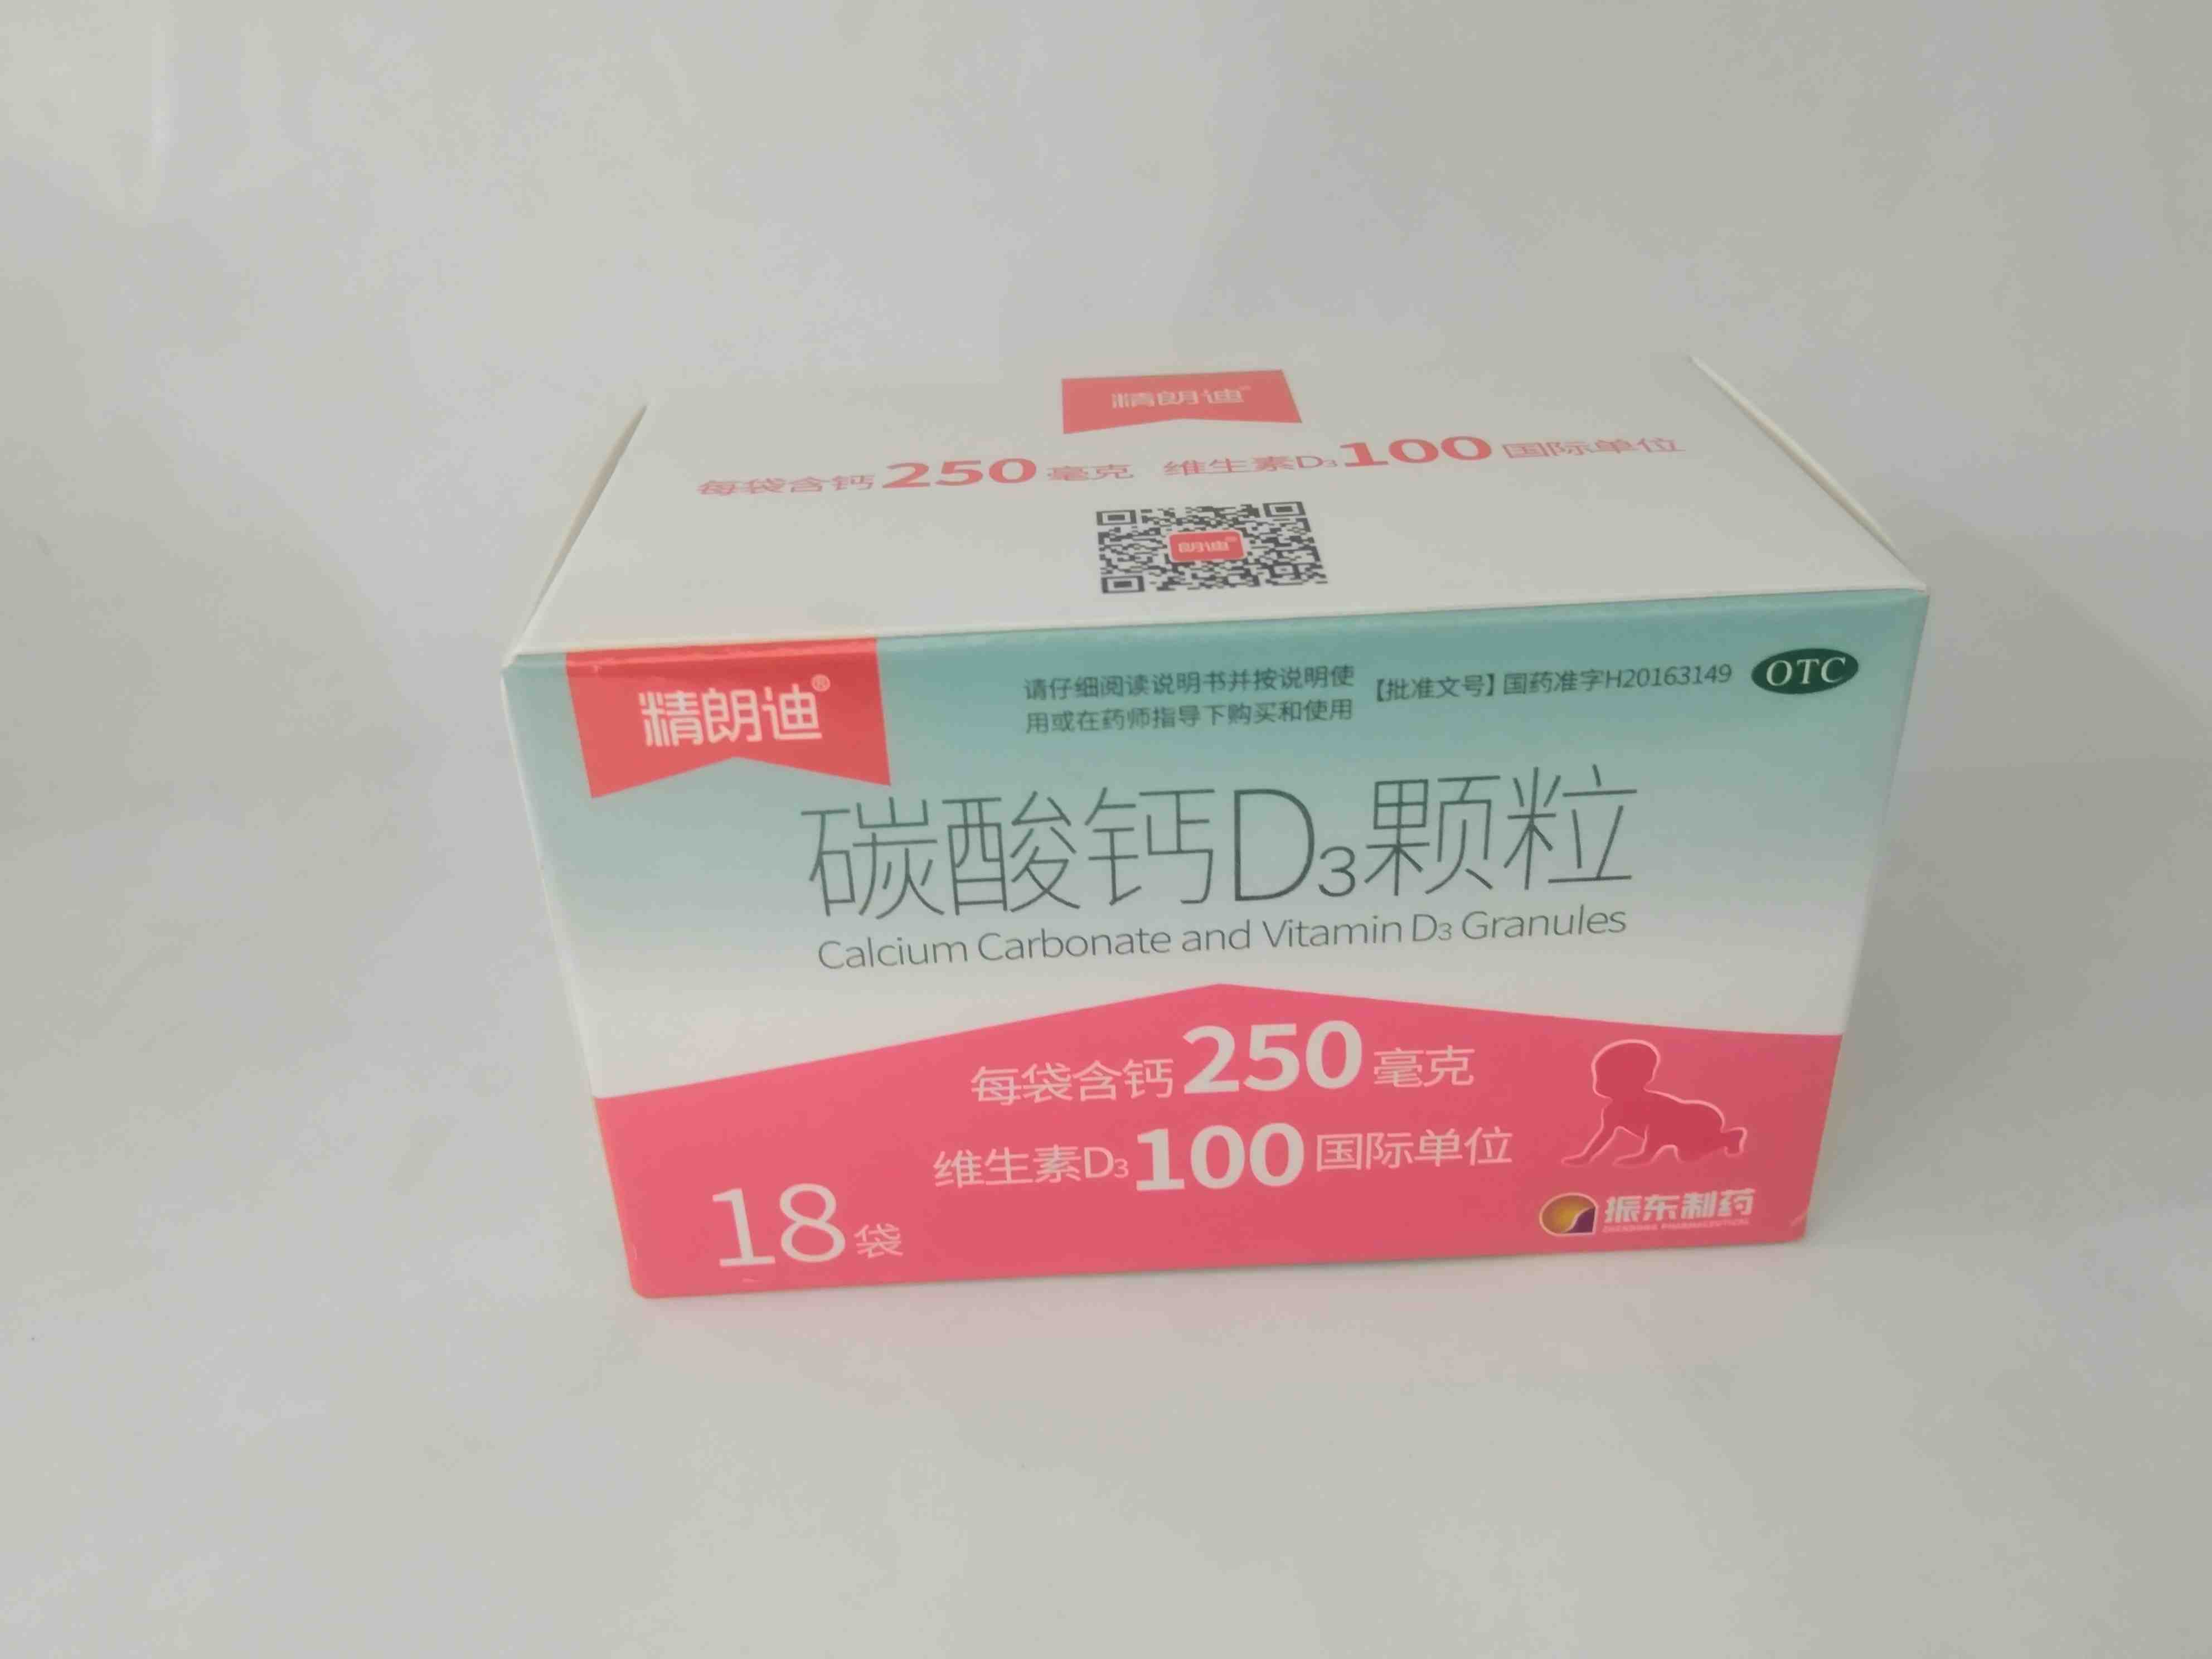 精朗迪®
每袋含钙250毫克 维生素D3100国际单位
朗迪®
精朗迪®
请仔细阅读说明书并按说明使
用或在药师指导下购买和使用
【批准文号】国药准字H20163149
OTC
碳酸钙D3颗粒
Calcium Carbonate and Vitamin D3 Granules
每袋含钙250毫克
维生素D3100国际单位
18袋
振东制药
ZHENDONG PHARMACEUTICAL